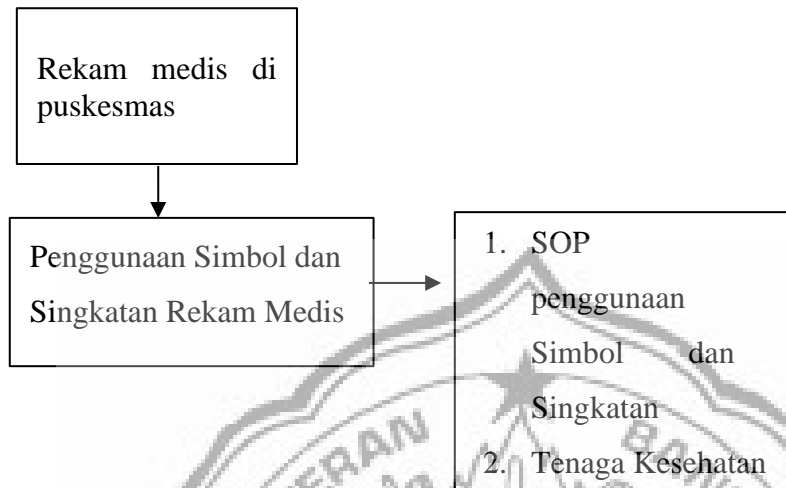 Rekam medis di
puskesmas
Penggunaan Simbol dan
Singkatan Rekam Medis
1. SOP
penggunaan
Simbol dan
Singkatan
2. Tenaga Kesehatan